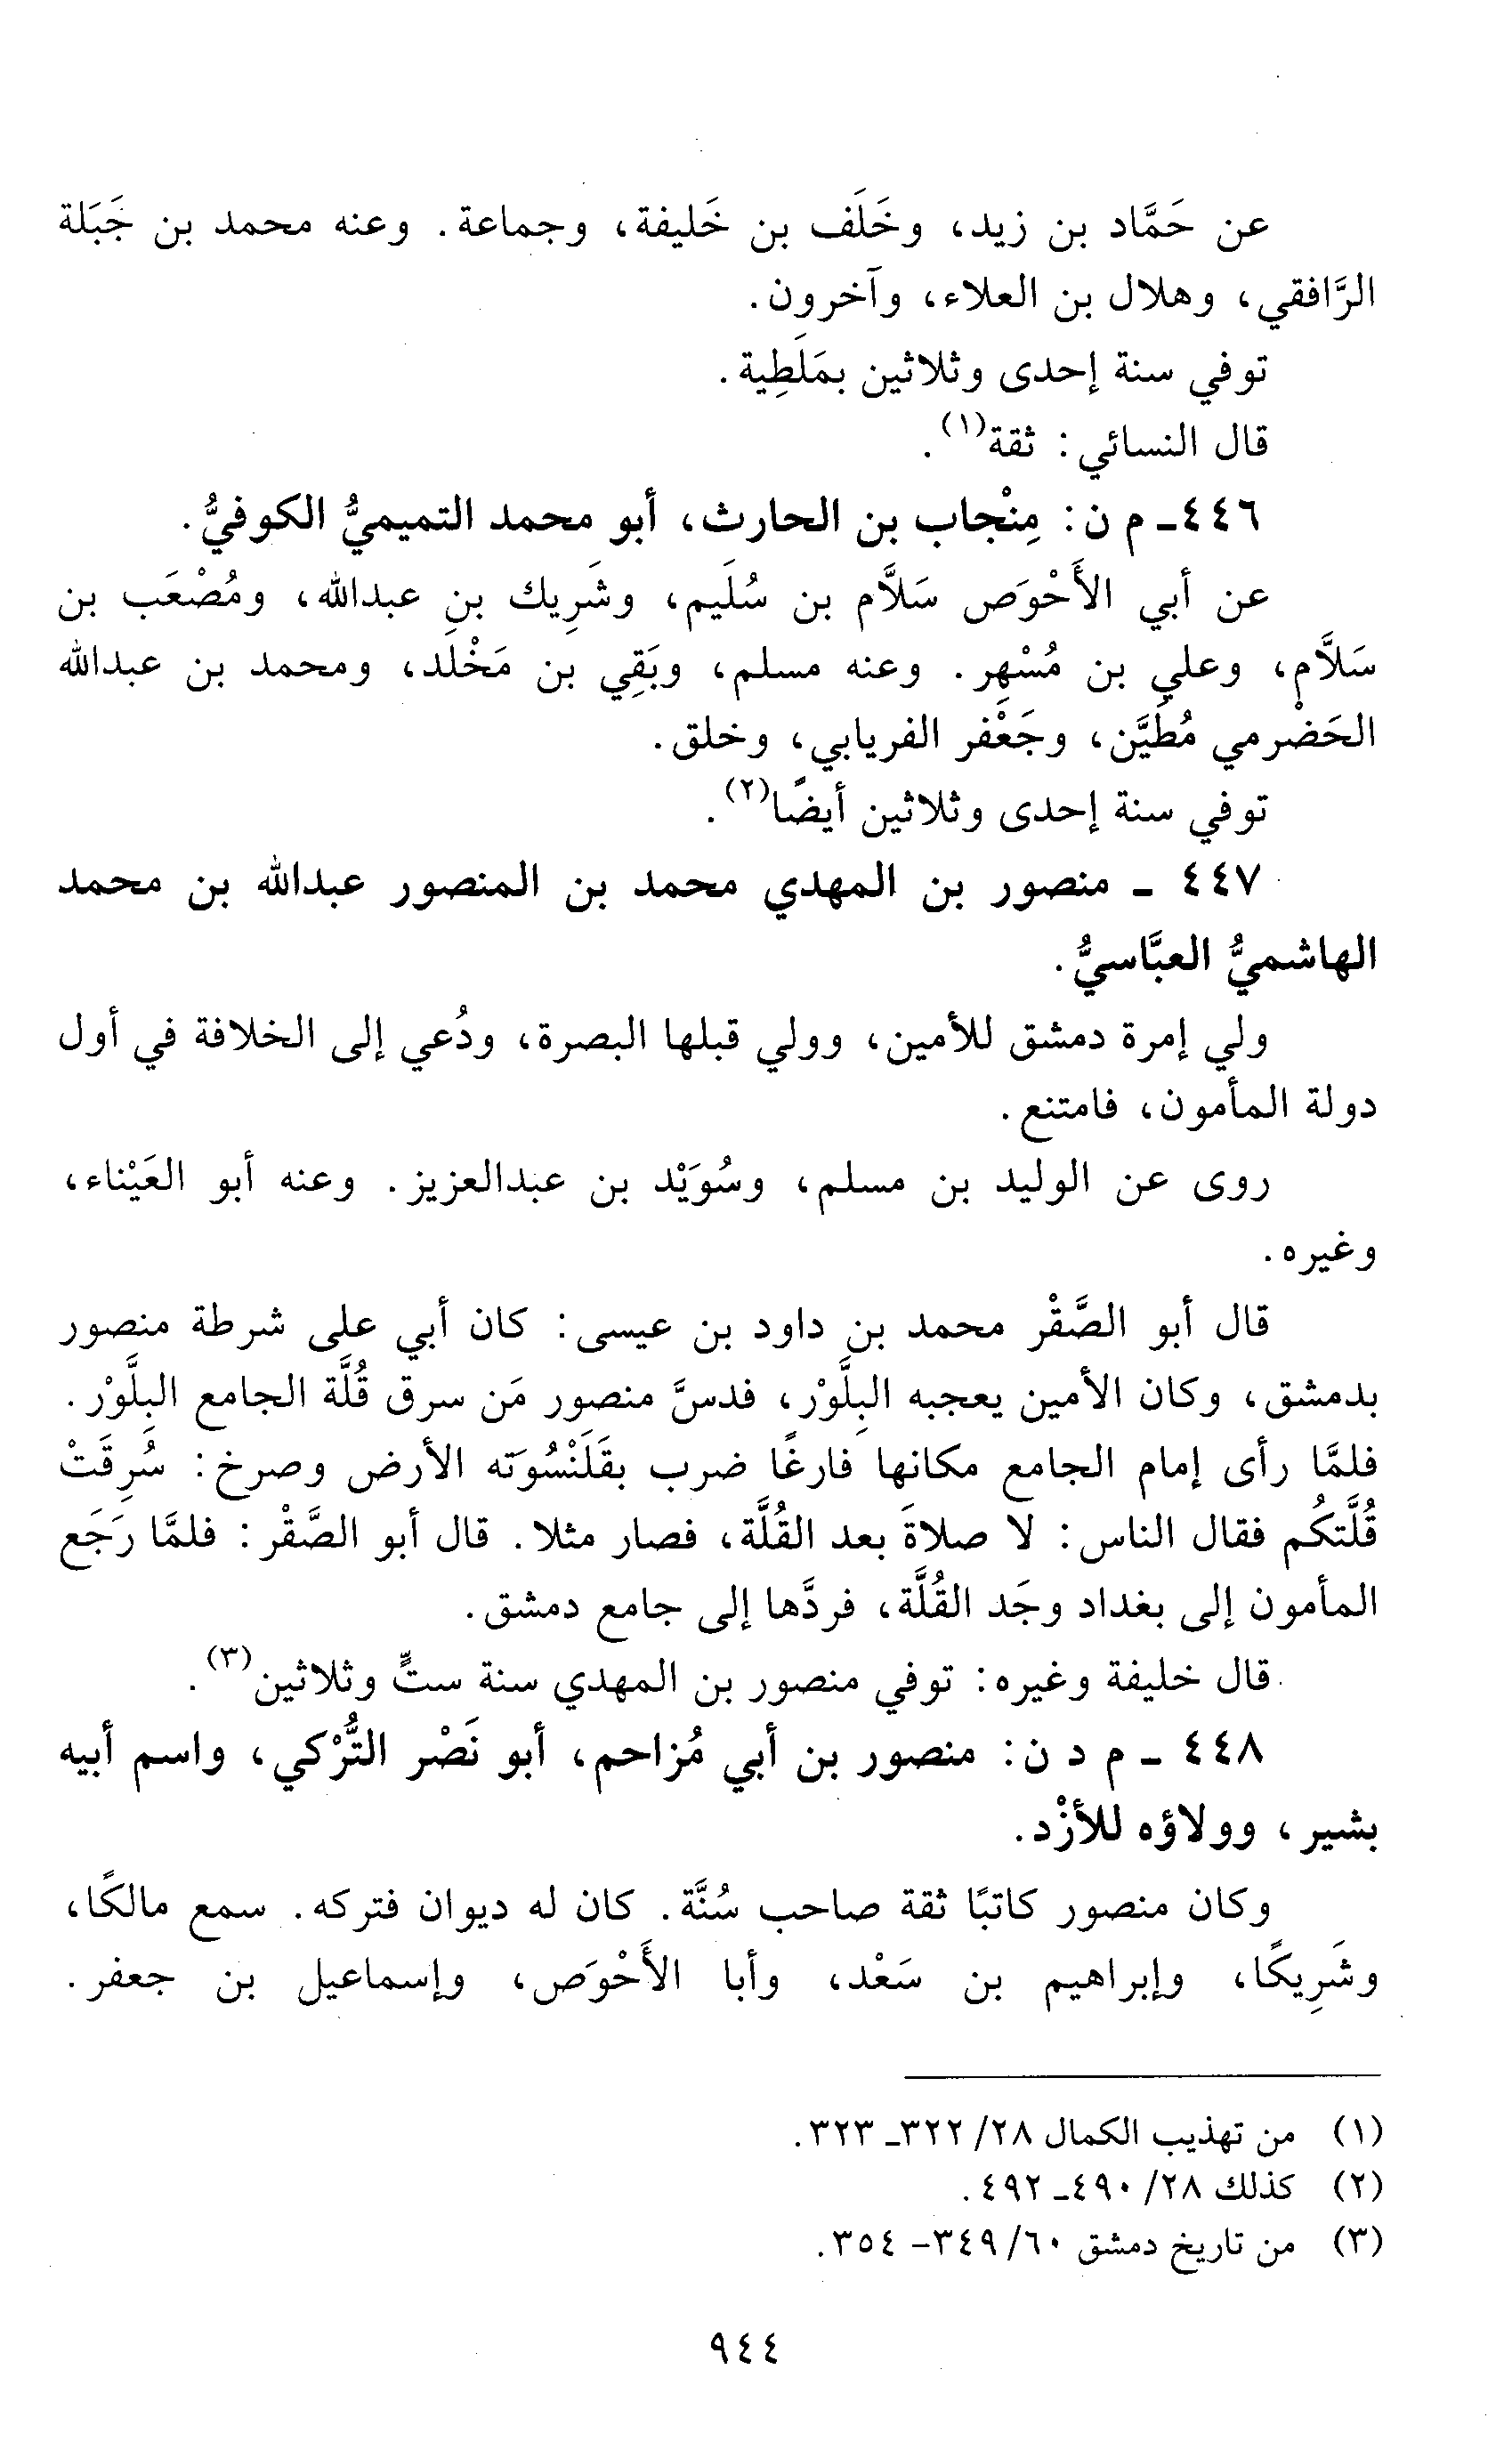 عن حَمَّاد بن زيد، وخَلَف بن خَليفة، وجماعة. وعنه محمد بن جَبَلة
الرَّافقي، وهلال بن العلاء، وآخرون.
توفي سنة إحدى وثلاثين بمَلَطِية.
قال النسائي: ثقة(١).
٤٤٦ـ م ن: مِنْجاب بن الحارث، أبو محمد التميميُّ الكوفيُّ.
عن أبي الأَحْوَص سَلاَّم بن سُلَيم، وشَرِيك بنِ عبدالله، ومُصْعَب بن
سَلاَّم، وعلي بن مُسْهِر. وعنه مسلم، وبَقِي بن مَخْلَد، ومحمد بن عبدالله
الحَضْرمي مُطَيَّن، وجَعْفر الفريابي، وخلق.
توفي سنة إحدى وثلاثين أيضًا(٢).
٤٤٧ ـ منصور بن المهدي محمد بن المنصور عبدالله بن محمد
الهاشميُّ العبَّاسيُّ.
ولي إمرة دمشق للأمين، وولي قبلها البصرة، ودُعي إلى الخلافة في أول
دولة المأمون، فامتنع.
روى عن الوليد بن مسلم، وسُوَيْد بن عبدالعزيز. وعنه أبو العَيْناء،
وغيره.
قال أبو الصَّقْر محمد بن داود بن عيسى: كان أبي على شرطة منصور
بدمشق، وكان الأمين يعجبه البِلَّوْر، فدسَّ منصور مَن سرق قُلَّة الجامع البِلَّوْر.
فلمَّا رأى إمام الجامع مكانها فارغًا ضرب بقَلَنْسُوَته الأرض وصرخ: سُرِقَتْ
قُلَّتكُم فقال الناس: لا صلاةَ بعد القُلَّة، فصار مثلا. قال أبو الصَّقْر: فلمَّا رَجَع
المأمون إلى بغداد وجَد القُلَّة، فردَّها إلى جامع دمشق.
قال خليفة وغيره: توفي منصور بن المهدي سنة ستٍّ وثلاثين(٣).
٤٤٨ ـ م د ن: منصور بن أبي مُزاحم، أبو نَصْر التُّرْكي، واسم أبيه
بشير، وولاؤه للأزْد.
وكان منصور كاتبًا ثقة صاحب سُنَّة. كان له ديوان فتركه. سمع مالكًا،
وشَرِيكًا، وإبراهيم بن سَعْد، وأبا الأَحْوَص، وإسماعيل بن جعفر.
(١) من تهذيب الكمال ٢٨/ ٣٢٢ـ ٣٢٣.
(٢) كذلك ٢٨/ ٤٩٠ـ ٤٩٢.
(٣) من تاريخ دمشق ٦٠/ ٣٤٩- ٣٥٤.
٩٤٤